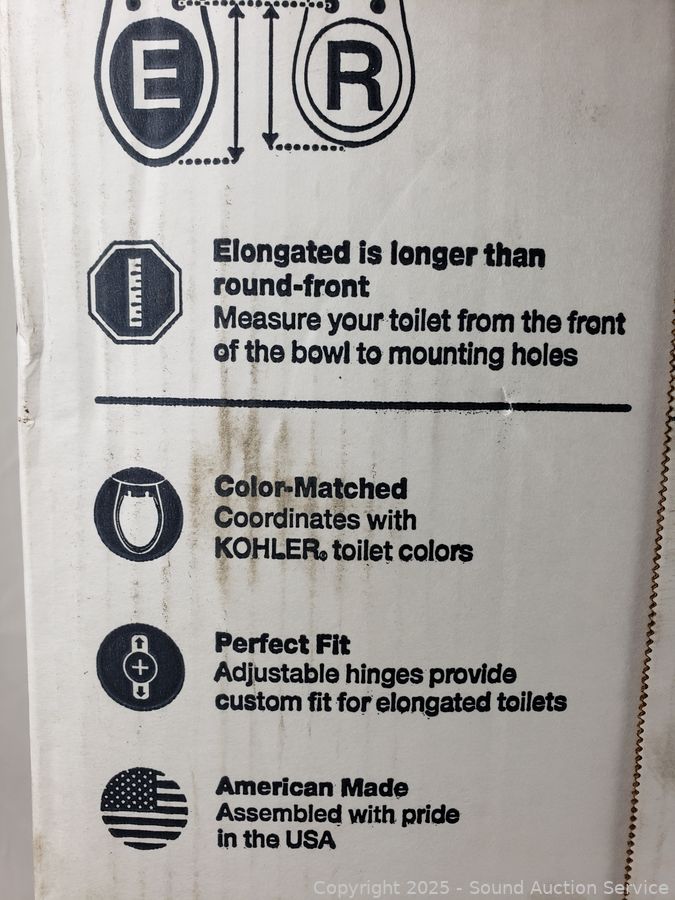 E R
Elongated is longer than
round-front
Measure your toilet from the front
of the bowl to mounting holes
Color-Matched
Coordinates with
KOHLER® toilet colors
Perfect Fit
Adjustable hinges provide
custom fit for elongated toilets
American Made
Assembled with pride
in the USA
Copyright 2025 - Sound Auction Service